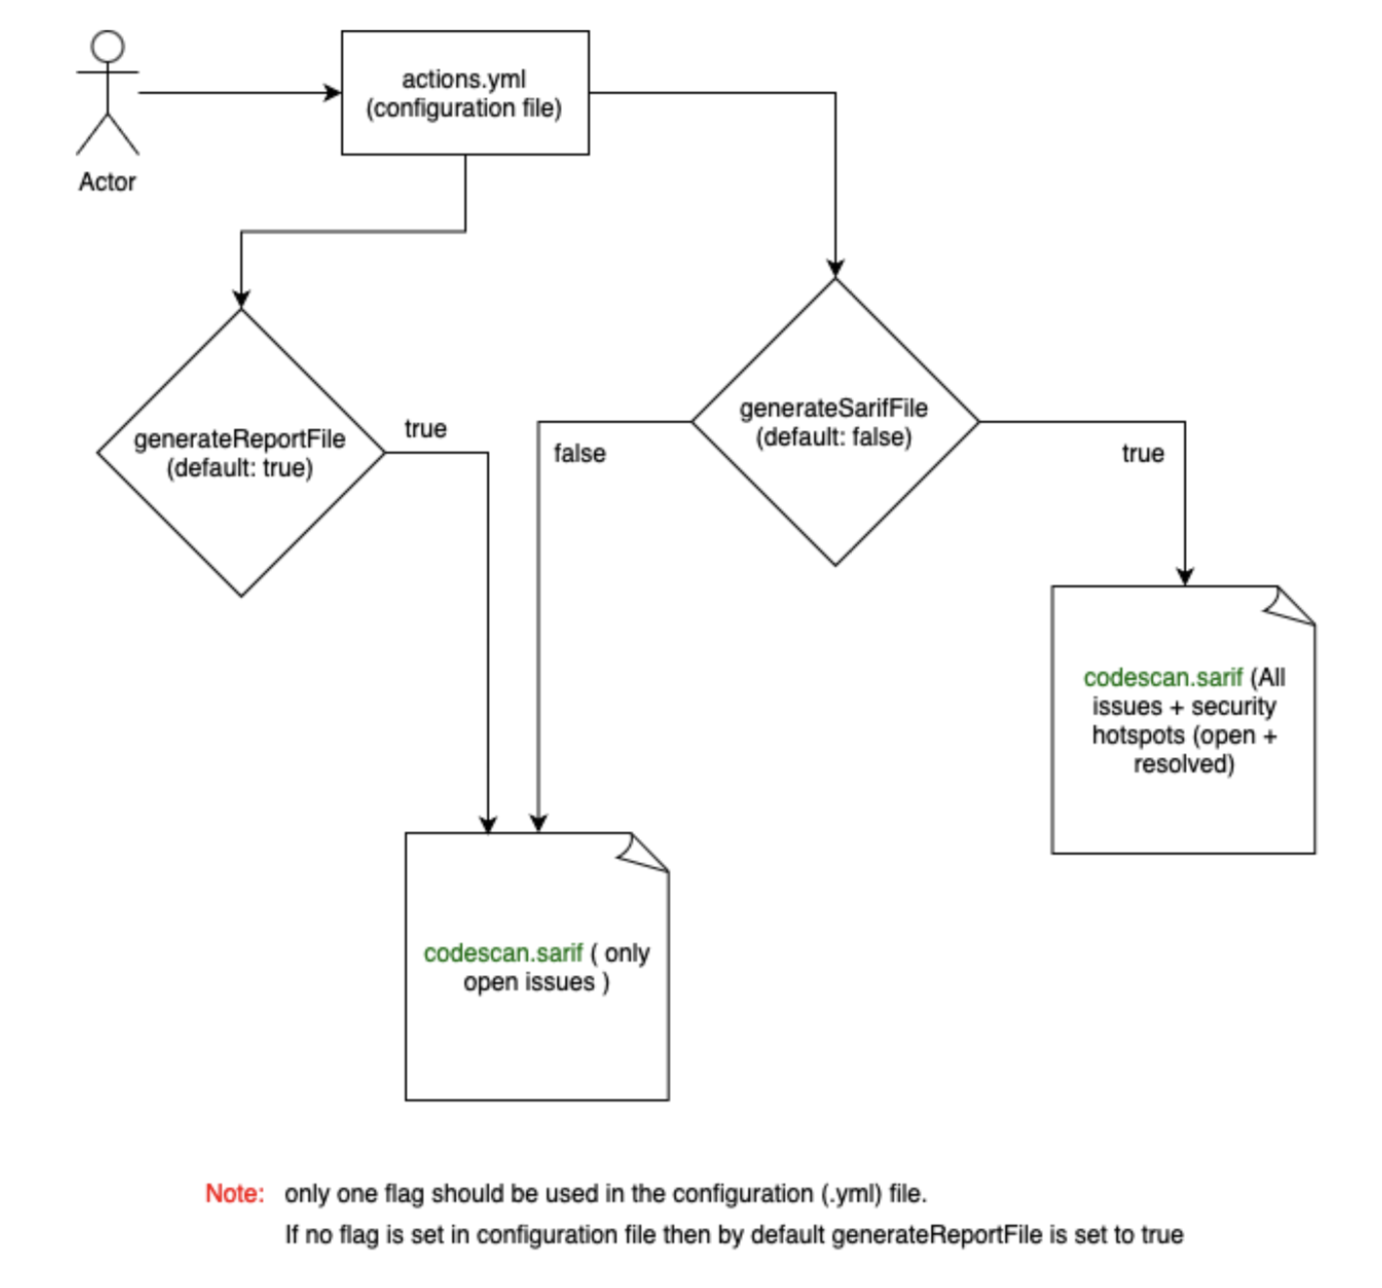 actions.yml
(configuration file)
Actor
generateReportFile
(default: true)
true
generateSarifFile
(default: false)
false
true
codescan.sarif (All
issues + security
hotspots (open +
resolved)
codescan.sarif ( only
open issues )
Note: only one flag should be used in the configuration (.yml) file.
If no flag is set in configuration file then by default generateReportFile is set to true